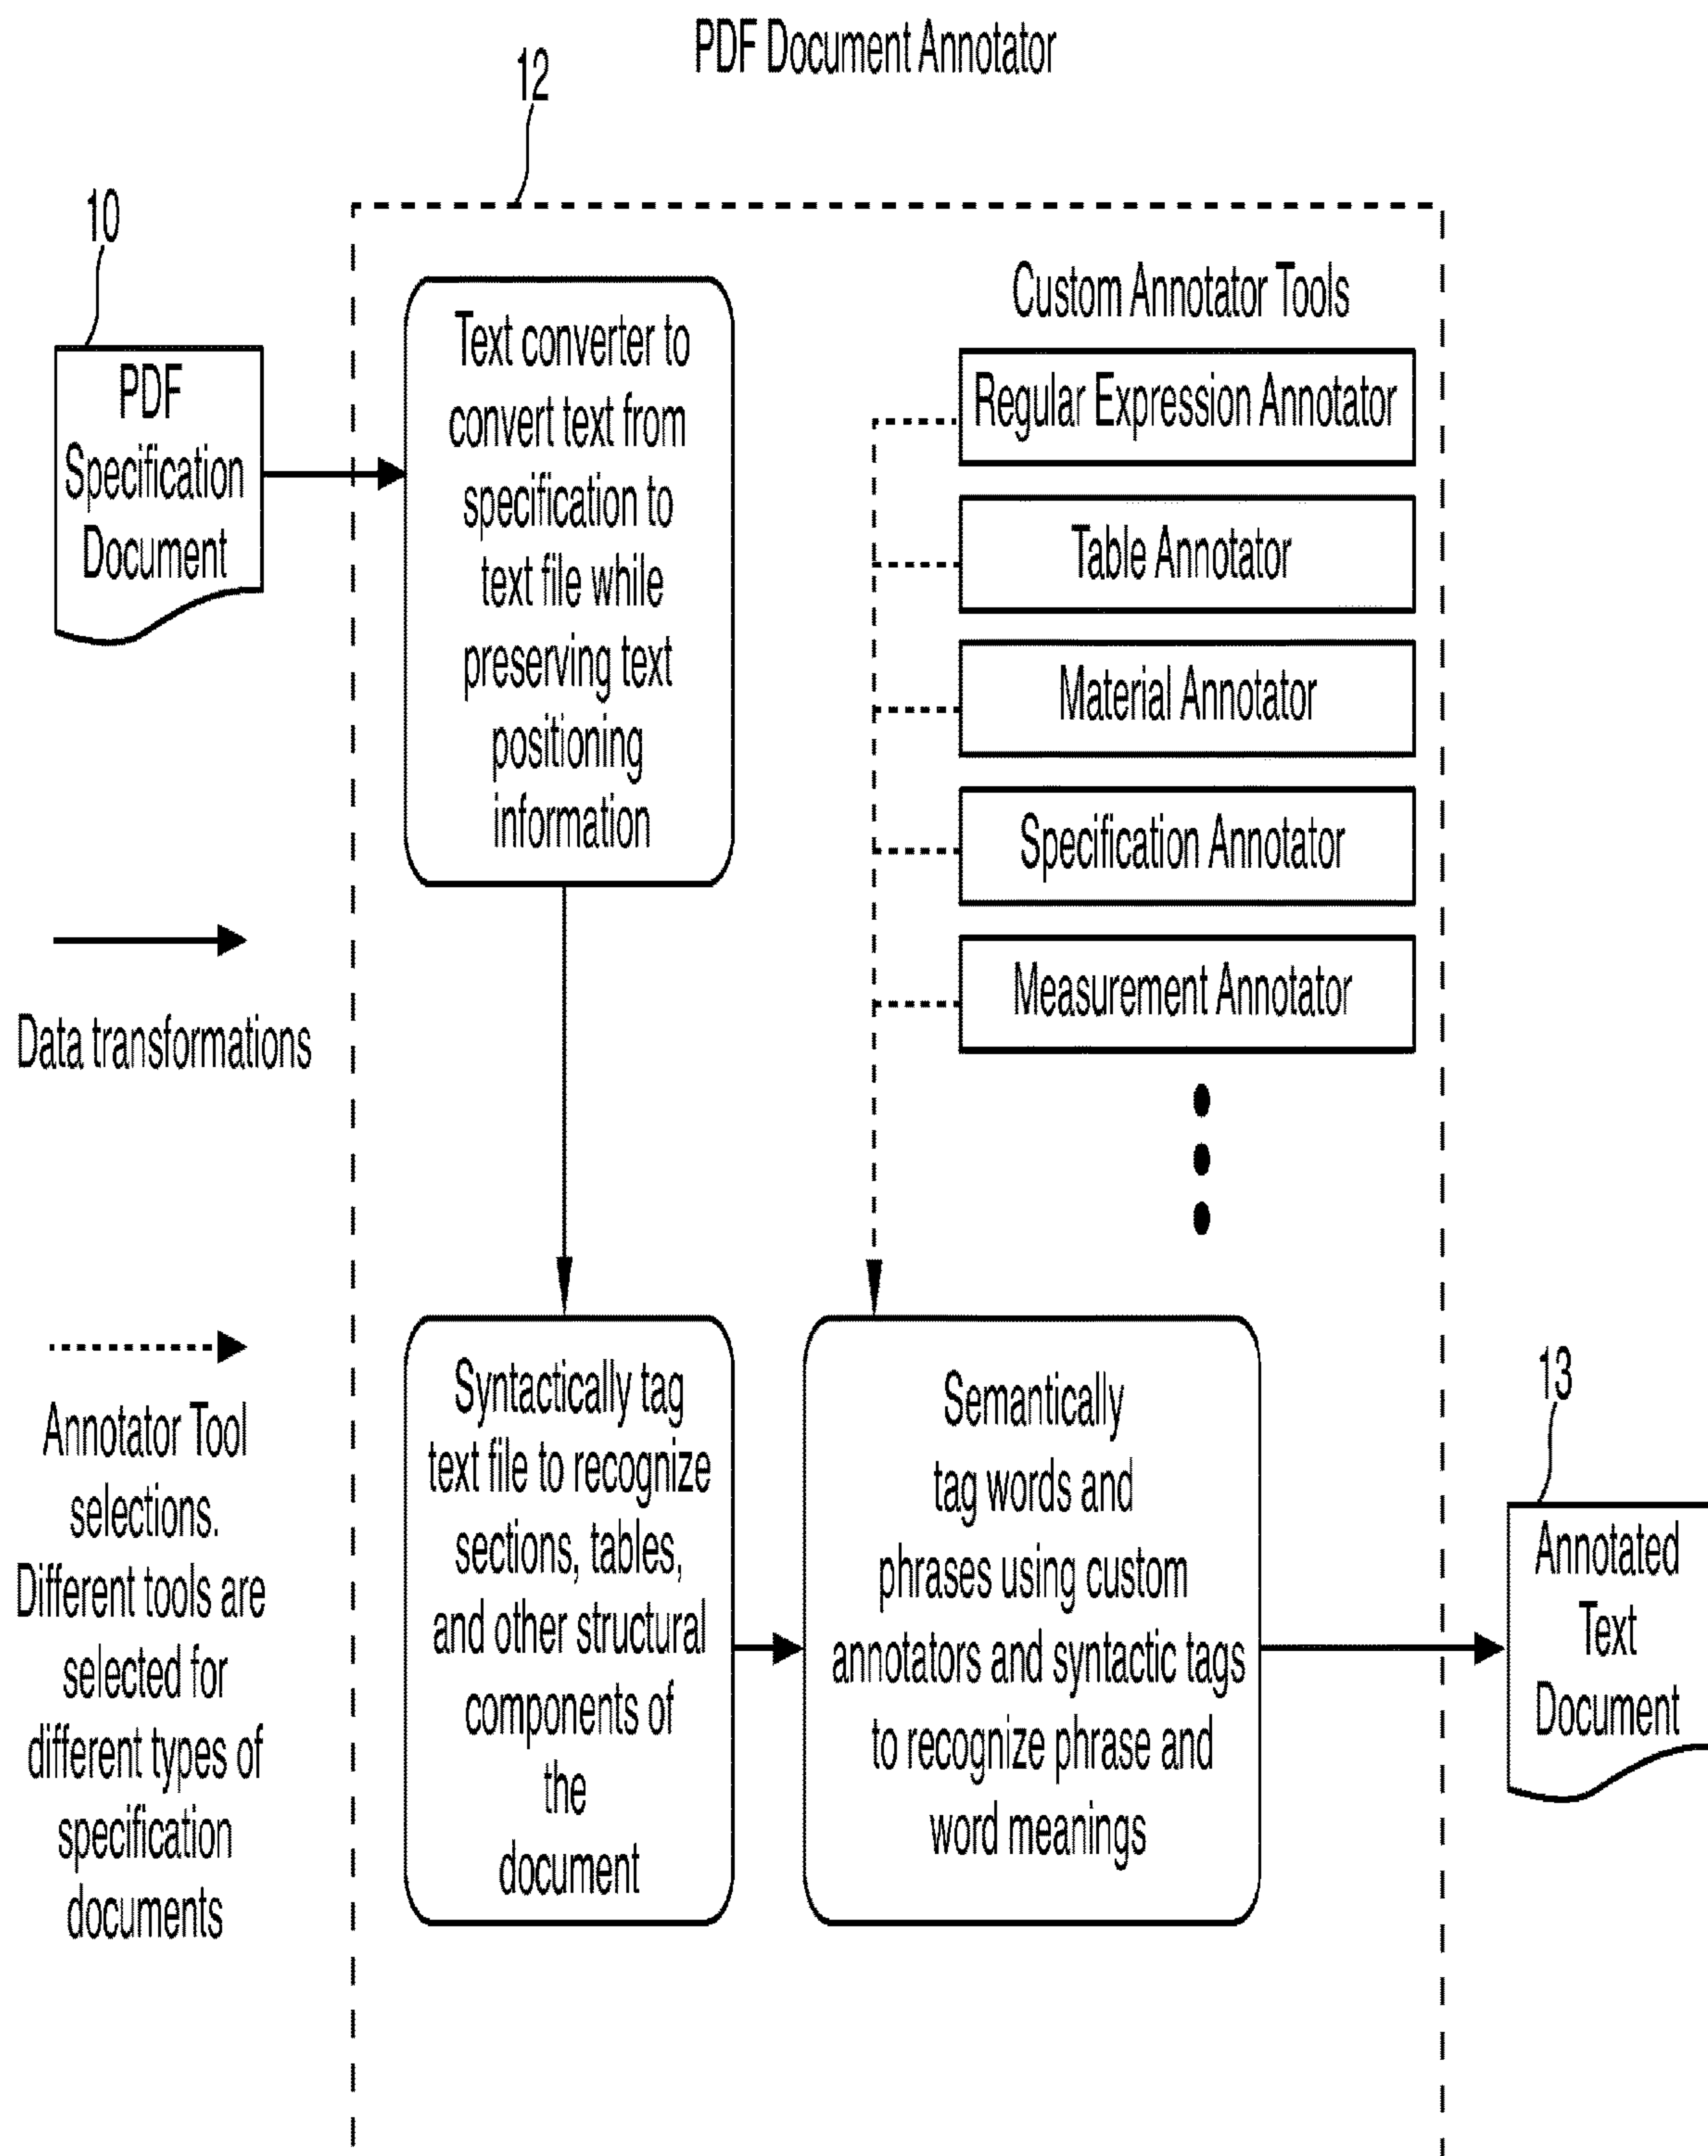 PDF Document Annotator
12
10
PDF
Specification
Document
Text converter to
convert text from
specification to
text file while
preserving text
positioning
information
Custom Annotator Tools
Regular Expression Annotator
Table Annotator
Material Annotator
Specification Annotator
Measurement Annotator
Data transformations
Annotator Tool
selections.
Different tools are
selected for
different types of
specification
documents
Syntactically tag
text file to recognize
sections, tables,
and other structural
components of
the
document
Semantically
tag words and
phrases using custom
annotators and syntactic tags
to recognize phrase and
word meanings
13
Annotated
Text
Document